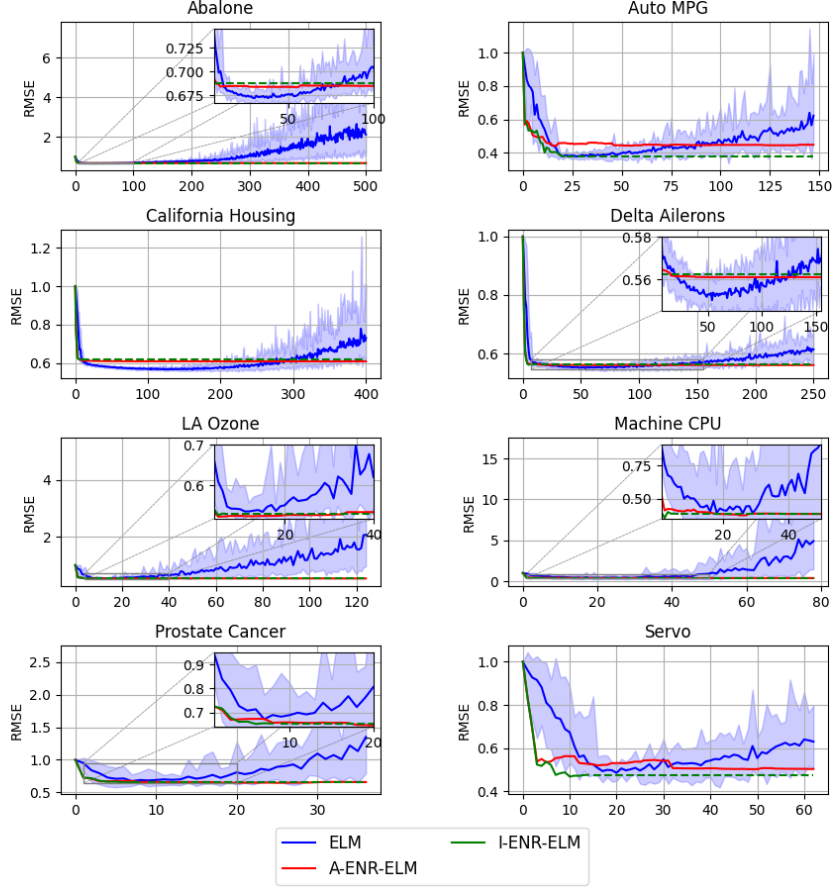 Abalone
RMSE
6
4
2
0 100 200 300 400 500
0.725
0.700
0.675
50 100
Auto MPG
RMSE
1.0
0.8
0.6
0.4
0 25 50 75 100 125 150
California Housing
RMSE
1.2
1.0
0.8
0.6
0 100 200 300 400
Delta Ailerons
RMSE
1.0
0.8
0.6
0 50 100 150 200 250
0.58
0.56
50 100 150
LA Ozone
RMSE
4
2
0 20 40 60 80 100 120
0.7
0.6
20 40
Machine CPU
RMSE
15
10
5
0
0 20 40 60 80
0.75
0.50
20 40
Prostate Cancer
RMSE
2.5
2.0
1.5
1.0
0.5
0 10 20 30
0.9
0.8
0.7
10 20
Servo
RMSE
1.0
0.8
0.6
0.4
0 10 20 30 40 50 60
ELM
A-ENR-ELM
I-ENR-ELM